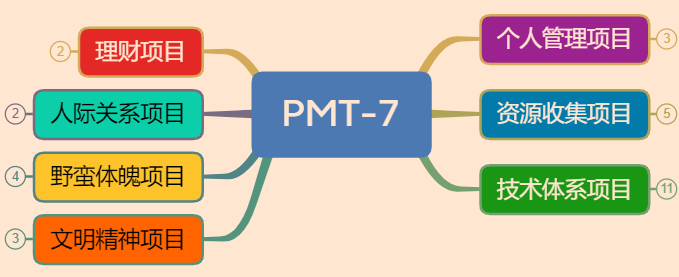 PMT-7
理财项目
2
人际关系项目
2
野蛮体魄项目
4
文明精神项目
3
个人管理项目
3
资源收集项目
5
技术体系项目
11